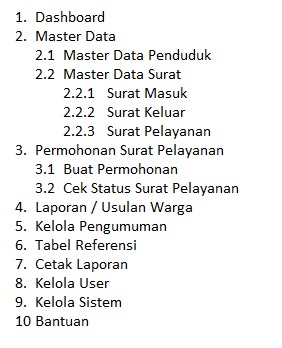 1. Dashboard
2. Master Data
2.1 Master Data Penduduk
2.2 Master Data Surat
2.2.1 Surat Masuk
2.2.2 Surat Keluar
2.2.3 Surat Pelayanan
3. Permohonan Surat Pelayanan
3.1 Buat Permohonan
3.2 Cek Status Surat Pelayanan
4. Laporan / Usulan Warga
5. Kelola Pengumuman
6. Tabel Referensi
7. Cetak Laporan
8. Kelola User
9. Kelola Sistem
10 Bantuan